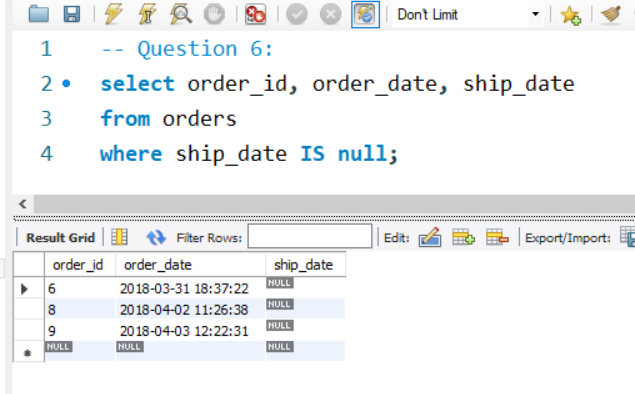 Don't Limit
1 -- Question 6:
2 select order_id, order_date, ship_date
3 from orders
4 where ship_date IS null;
Result Grid Filter Rows: Edit: Export/Import:
order_id order_date ship_date
6 2018-03-31 18:37:22 NULL
8 2018-04-02 11:26:38 NULL
9 2018-04-03 12:22:31 NULL
NULL NULL NULL